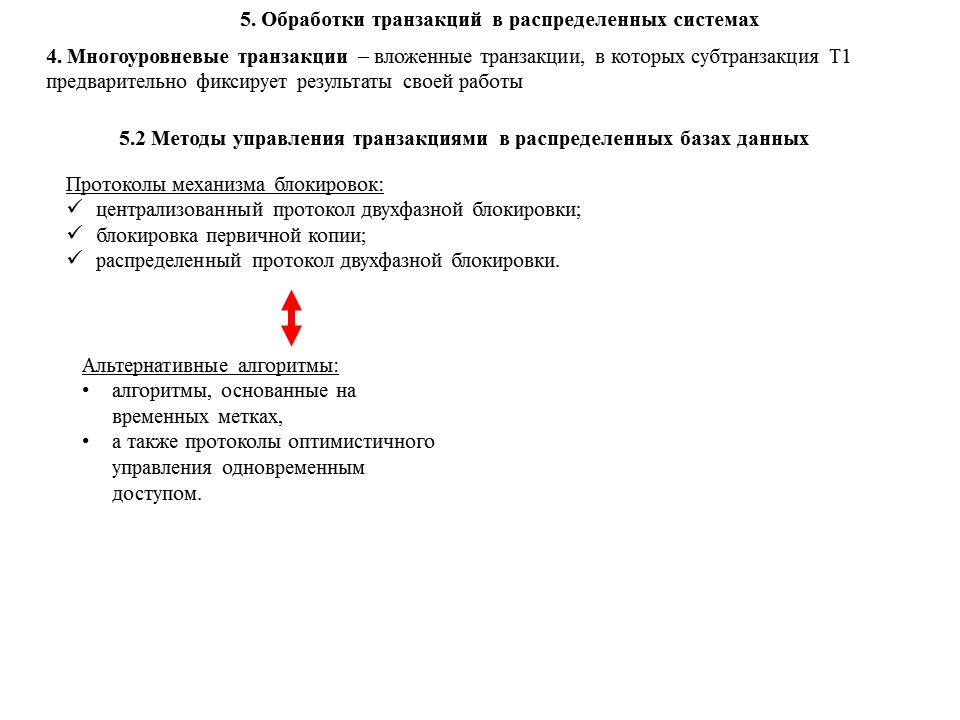 5. Обработки транзакций в распределенных системах
4. Многоуровневые транзакции – вложенные транзакции, в которых субтранзакция T1
предварительно фиксирует результаты своей работы
5.2 Методы управления транзакциями в распределенных базах данных
Протоколы механизма блокировок:
✓ централизованный протокол двухфазной блокировки;
✓ блокировка первичной копии;
✓ распределенный протокол двухфазной блокировки.
Альтернативные алгоритмы:
• алгоритмы, основанные на
временных метках,
• а также протоколы оптимистичного
управления одновременным
доступом.